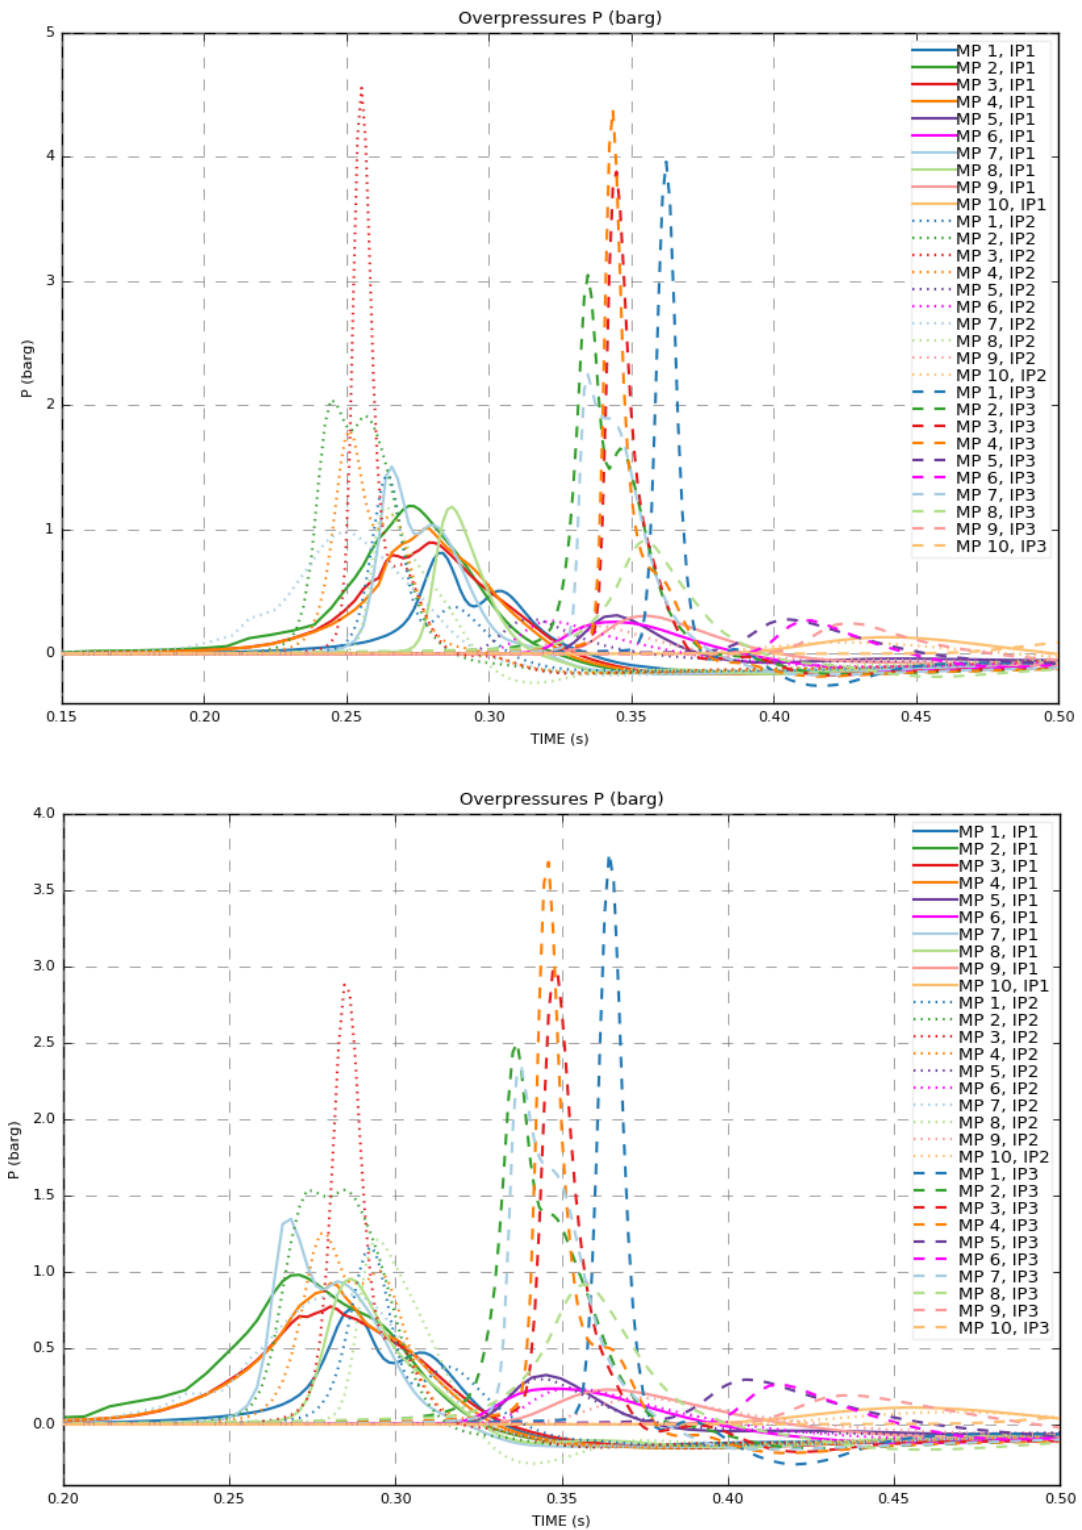 Overpressures P (barg)
5
4
3
2
1
0
P (barg)
0.15 0.20 0.25 0.30 0.35 0.40 0.45 0.50
TIME (s)
MP 1, IP1
MP 2, IP1
MP 3, IP1
MP 4, IP1
MP 5, IP1
MP 6, IP1
MP 7, IP1
MP 8, IP1
MP 9, IP1
MP 10, IP1
MP 1, IP2
MP 2, IP2
MP 3, IP2
MP 4, IP2
MP 5, IP2
MP 6, IP2
MP 7, IP2
MP 8, IP2
MP 9, IP2
MP 10, IP2
MP 1, IP3
MP 2, IP3
MP 3, IP3
MP 4, IP3
MP 5, IP3
MP 6, IP3
MP 7, IP3
MP 8, IP3
MP 9, IP3
MP 10, IP3
Overpressures P (barg)
4.0
3.5
3.0
2.5
2.0
1.5
1.0
0.5
0.0
P (barg)
0.20 0.25 0.30 0.35 0.40 0.45 0.50
TIME (s)
MP 1, IP1
MP 2, IP1
MP 3, IP1
MP 4, IP1
MP 5, IP1
MP 6, IP1
MP 7, IP1
MP 8, IP1
MP 9, IP1
MP 10, IP1
MP 1, IP2
MP 2, IP2
MP 3, IP2
MP 4, IP2
MP 5, IP2
MP 6, IP2
MP 7, IP2
MP 8, IP2
MP 9, IP2
MP 10, IP2
MP 1, IP3
MP 2, IP3
MP 3, IP3
MP 4, IP3
MP 5, IP3
MP 6, IP3
MP 7, IP3
MP 8, IP3
MP 9, IP3
MP 10, IP3